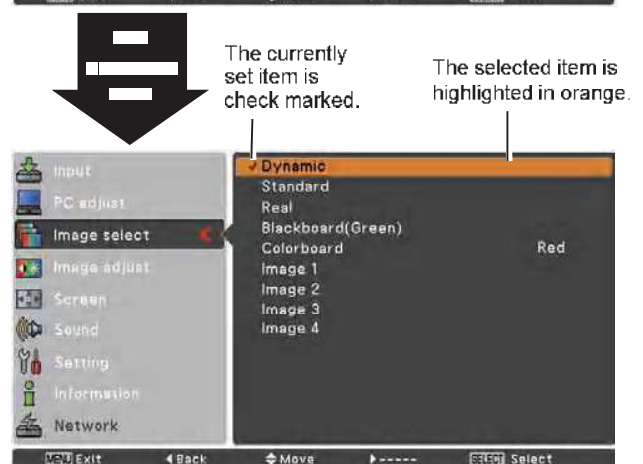 The currently
set item is
check marked.
The selected item is
highlighted in orange.
Input
PC adjust
Image select
Image adjust
Screen
Sound
Setting
Information
Network
✓ Dynamic
Standard
Real
Blackboard(Green)
Colorboard Red
Image 1
Image 2
Image 3
Image 4
MENU Exit ◀Back Move ▶----- SELECT Select